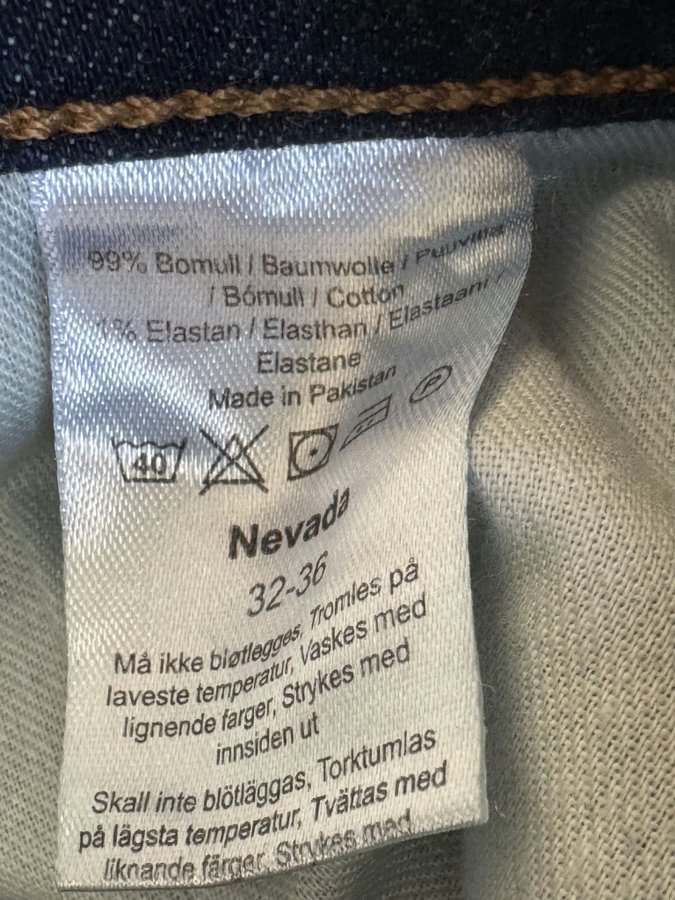 99% Bomull / Baumwolle / Puuvilla
/ Bómull / Cotton
1% Elastan / Elasthan / Elastaani /
Elastane
Made in Pakistan
40 P
Nevada
32-36
Må ikke bløtlegges, Tromles på
laveste temperatur, Vaskes med
lignende farger, Strykes med
innsiden ut
Skall inte blötläggas, Torktumlas
på lägsta temperatur, Tvättas med
liknande färger, Strykes med